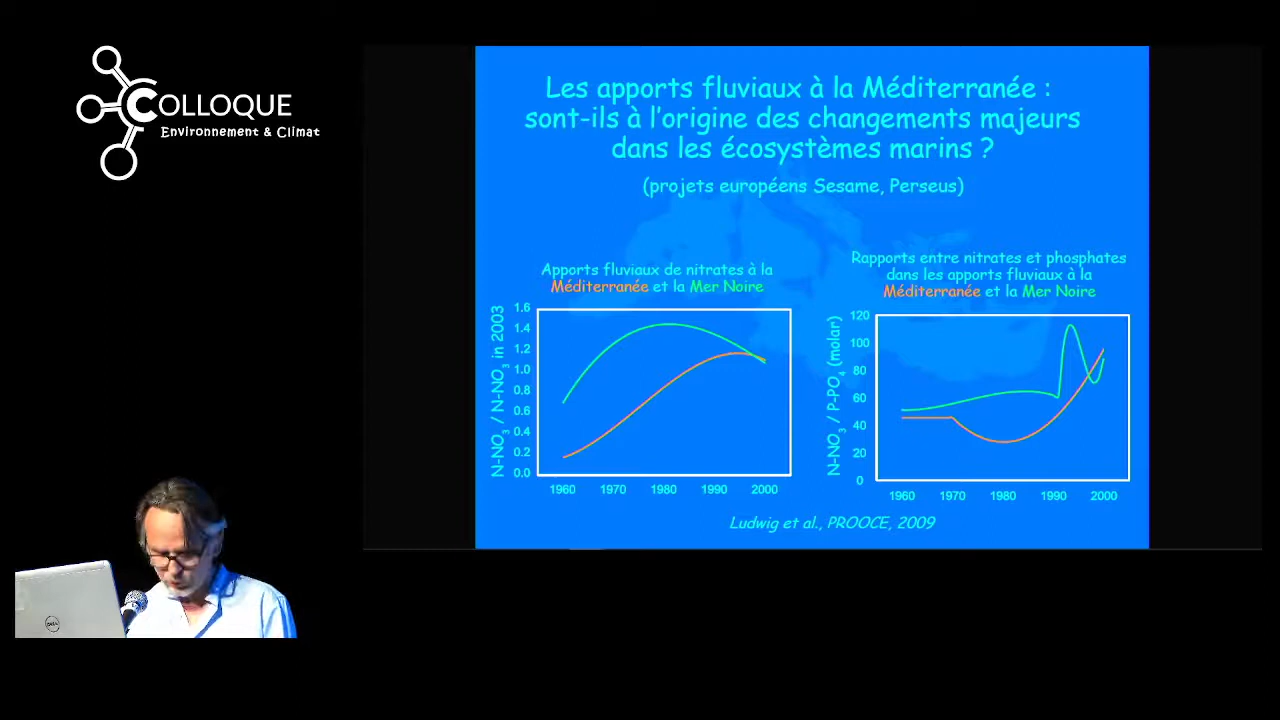 COLLOQUE
Environnement & Climat
Les apports fluviaux à la Méditerranée :
sont-ils à l'origine des changements majeurs
dans les écosystèmes marins ?
(projets européens Sesame, Perseus)
Apports fluviaux de nitrates à la
Méditerranée et la Mer Noire
N-NO3 / N-NO3 in 2003
1.6
1.4
1.2
1.0
0.8
0.6
0.4
0.2
0.0
1960 1970 1980 1990 2000
Rapports entre nitrates et phosphates
dans les apports fluviaux à la
Méditerranée et la Mer Noire
N-NO3 / P-PO4 (molar)
120
100
80
60
40
20
0
1960 1970 1980 1990 2000
Ludwig et al., PROOCE, 2009
DELL